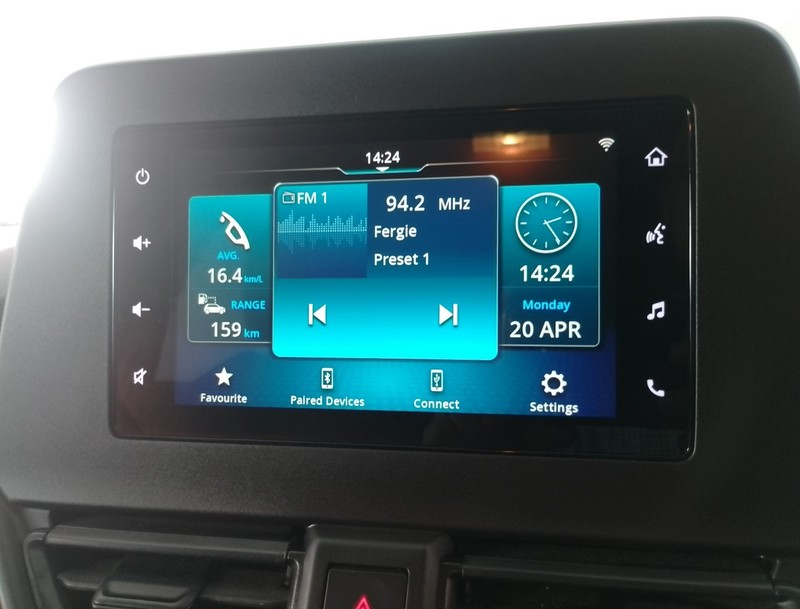 14:24
FM 1
94.2 MHz
Fergie
Preset 1
AVG.
16.4 km/L
RANGE
159 km
14:24
Monday
20 APR
Favourite
Paired Devices
Connect
Settings